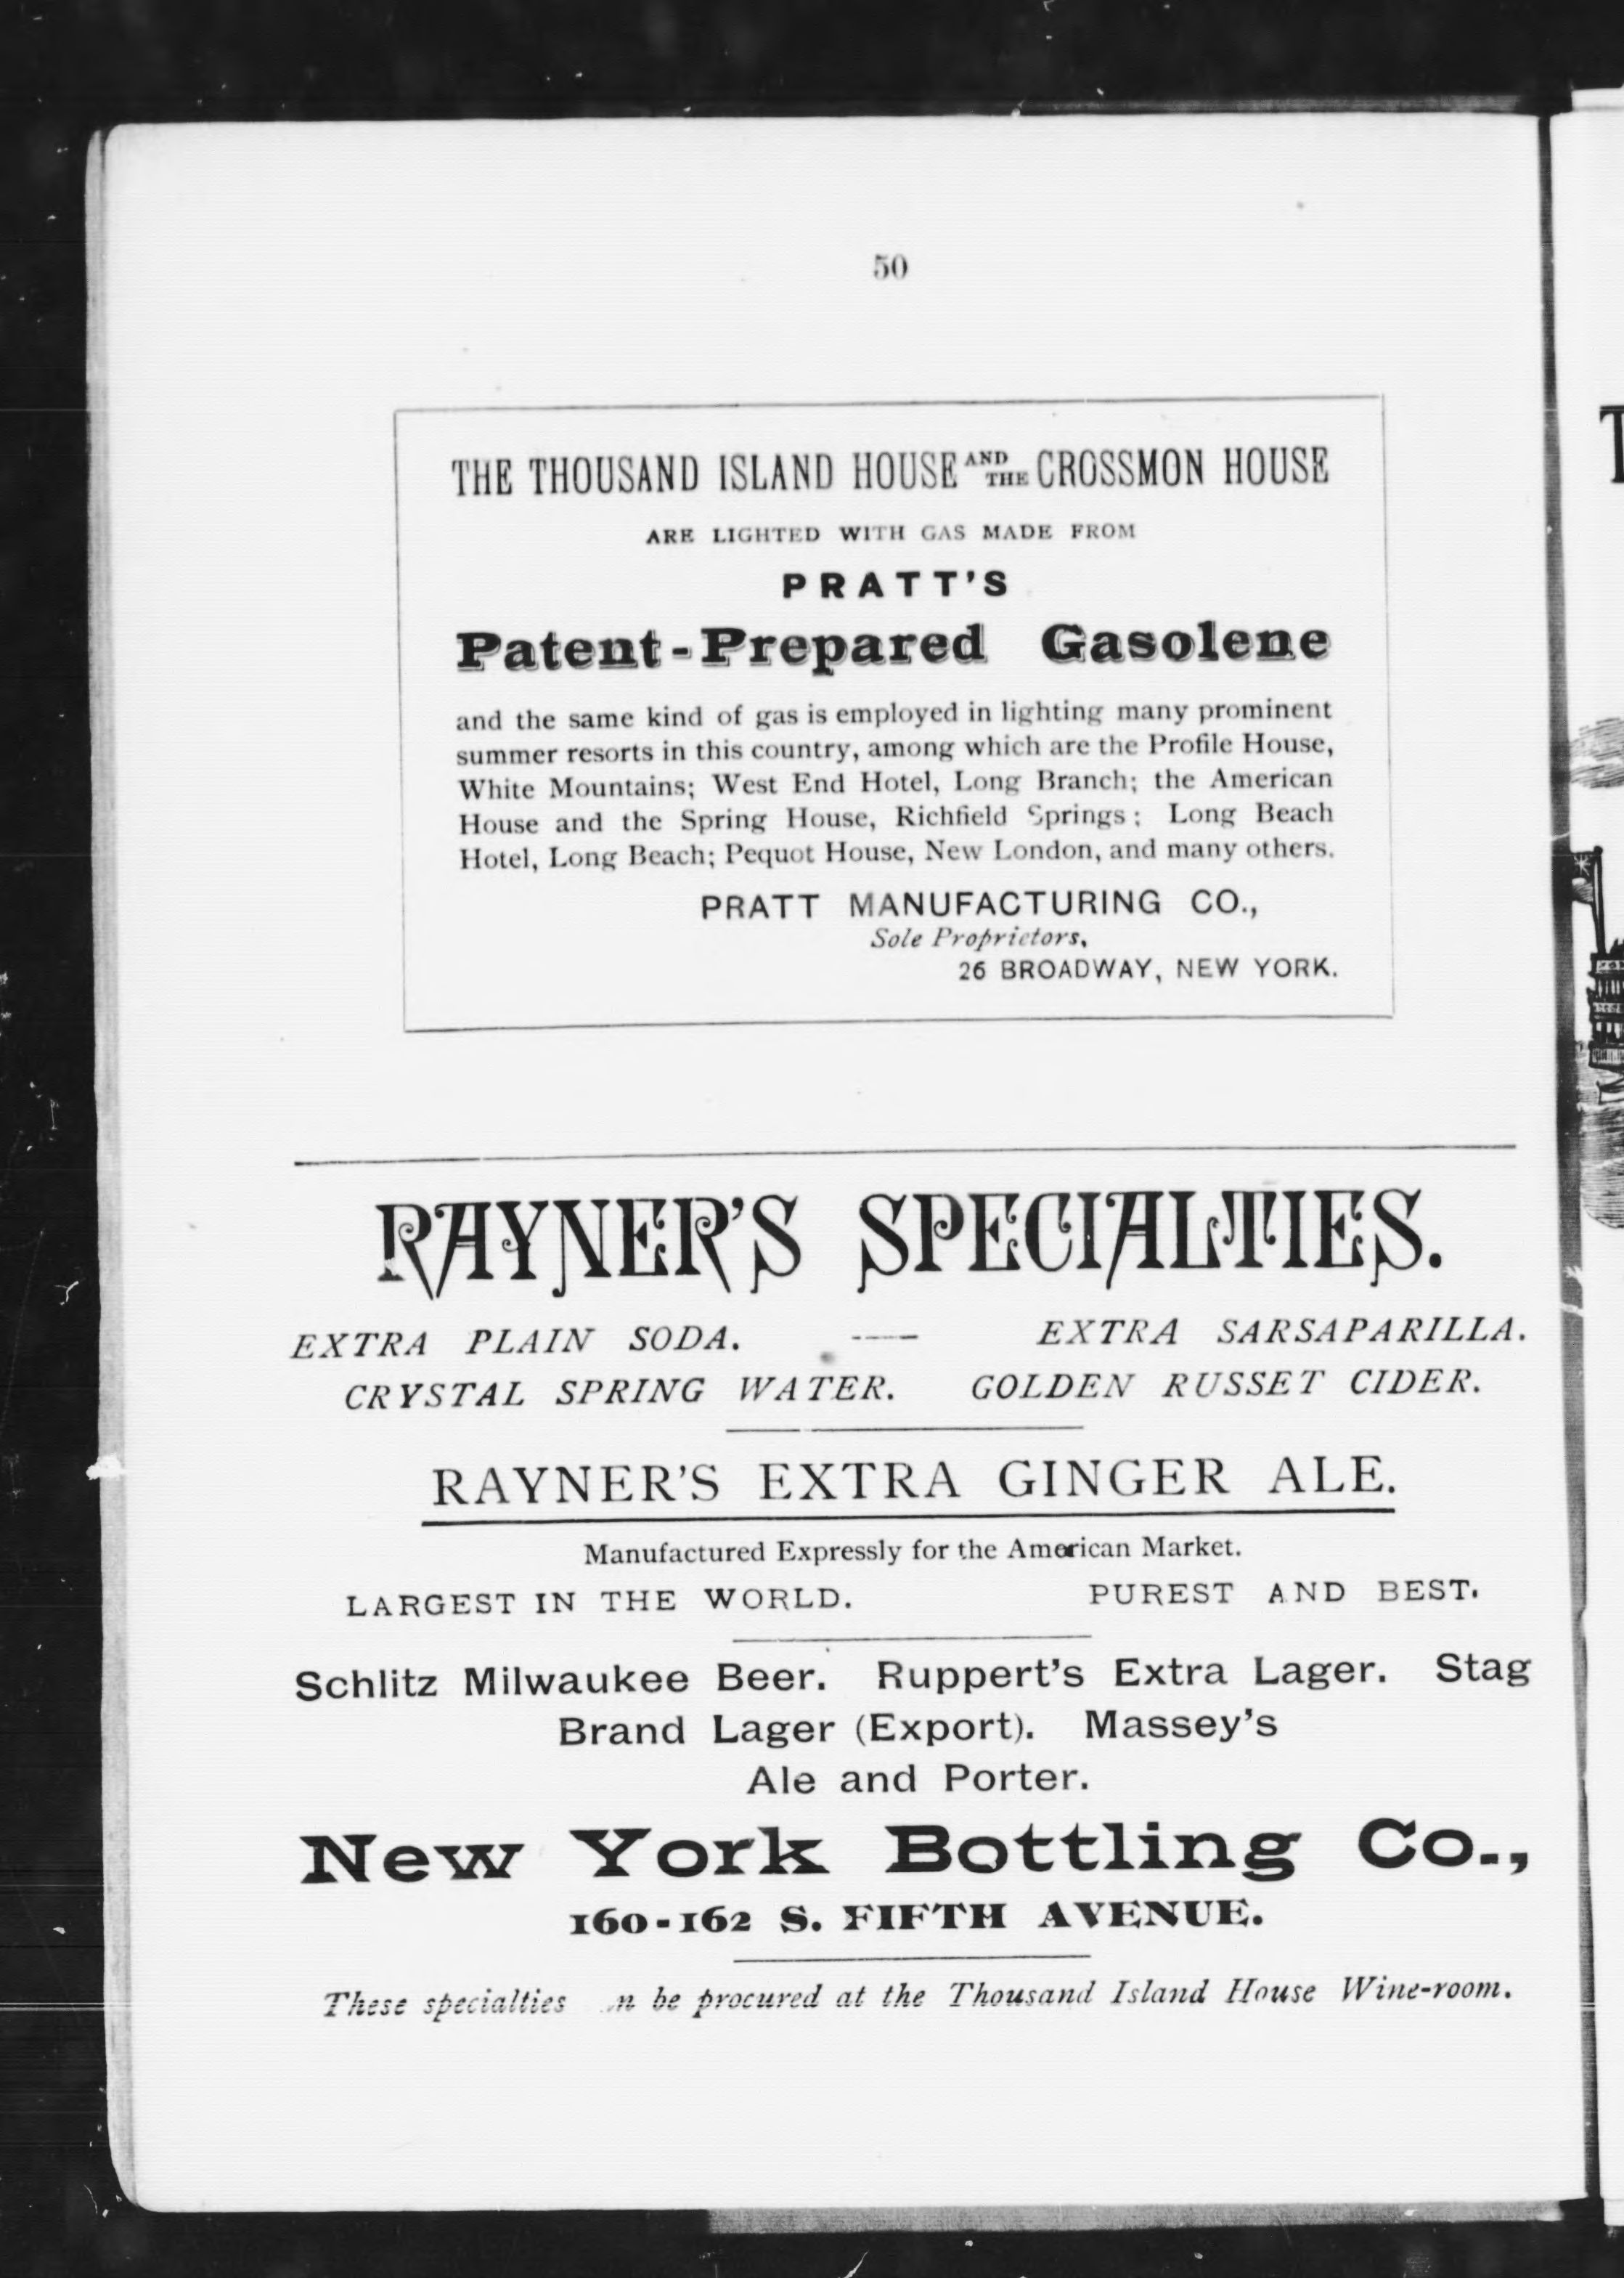 50
THE THOUSAND ISLAND HOUSE AND THE CROSSMON HOUSE
ARE LIGHTED WITH GAS MADE FROM
PRATT'S
Patent-Prepared Gasolene
and the same kind of gas is employed in lighting many prominent
summer resorts in this country, among which are the Profile House,
White Mountains; West End Hotel, Long Branch; the American
House and the Spring House, Richfield Springs; Long Beach
Hotel, Long Beach; Pequot House, New London, and many others.
PRATT MANUFACTURING CO.,
Sole Proprietors,
26 BROADWAY, NEW YORK.
RAYNER'S SPECIALTIES.
EXTRA PLAIN SODA. — EXTRA SARSAPARILLA.
CRYSTAL SPRING WATER. GOLDEN RUSSET CIDER.
RAYNER'S EXTRA GINGER ALE.
Manufactured Expressly for the American Market.
LARGEST IN THE WORLD. PUREST AND BEST.
Schlitz Milwaukee Beer. Ruppert's Extra Lager. Stag
Brand Lager (Export). Massey's
Ale and Porter.
New York Bottling Co.,
160-162 S. FIFTH AVENUE.
These specialties be procured at the Thousand Island House Wine-room.